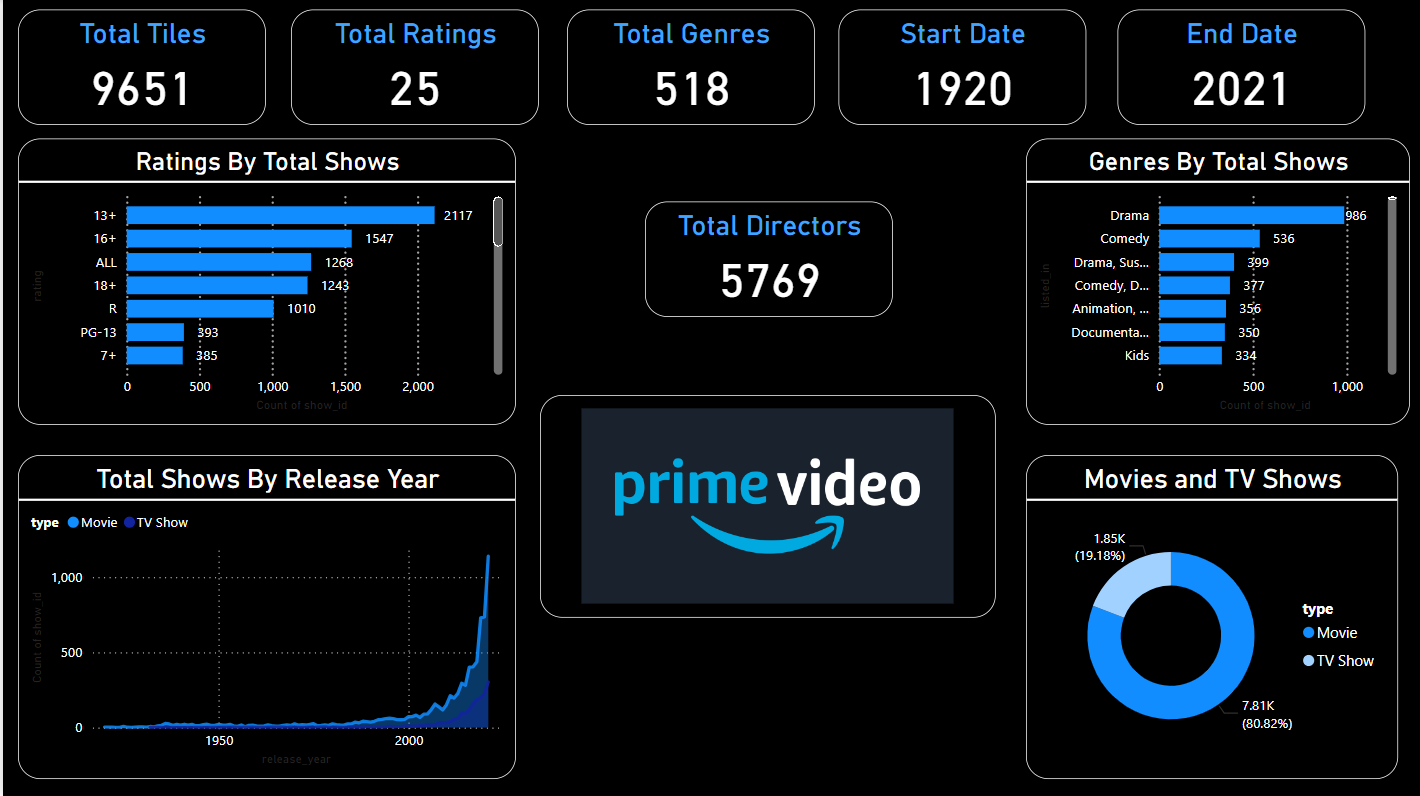 Total Tiles
9651
Total Ratings
25
Total Genres
518
Start Date
1920
End Date
2021
Ratings By Total Shows
rating
13+ 2117
16+ 1547
ALL 1268
18+ 1243
R 1010
PG-13 393
7+ 385
0 500 1,000 1,500 2,000
Count of show_id
Total Directors
5769
Genres By Total Shows
listed_in
Drama 986
Comedy 536
Drama, Sus... 399
Comedy, D... 377
Animation, ... 356
Documenta... 350
Kids 334
0 500 1,000
Count of show_id
prime video
Total Shows By Release Year
type Movie TV Show
Count of show_id
1,000
500
0
1950 2000
release_year
Movies and TV Shows
1.85K
(19.18%)
type
Movie
TV Show
7.81K
(80.82%)